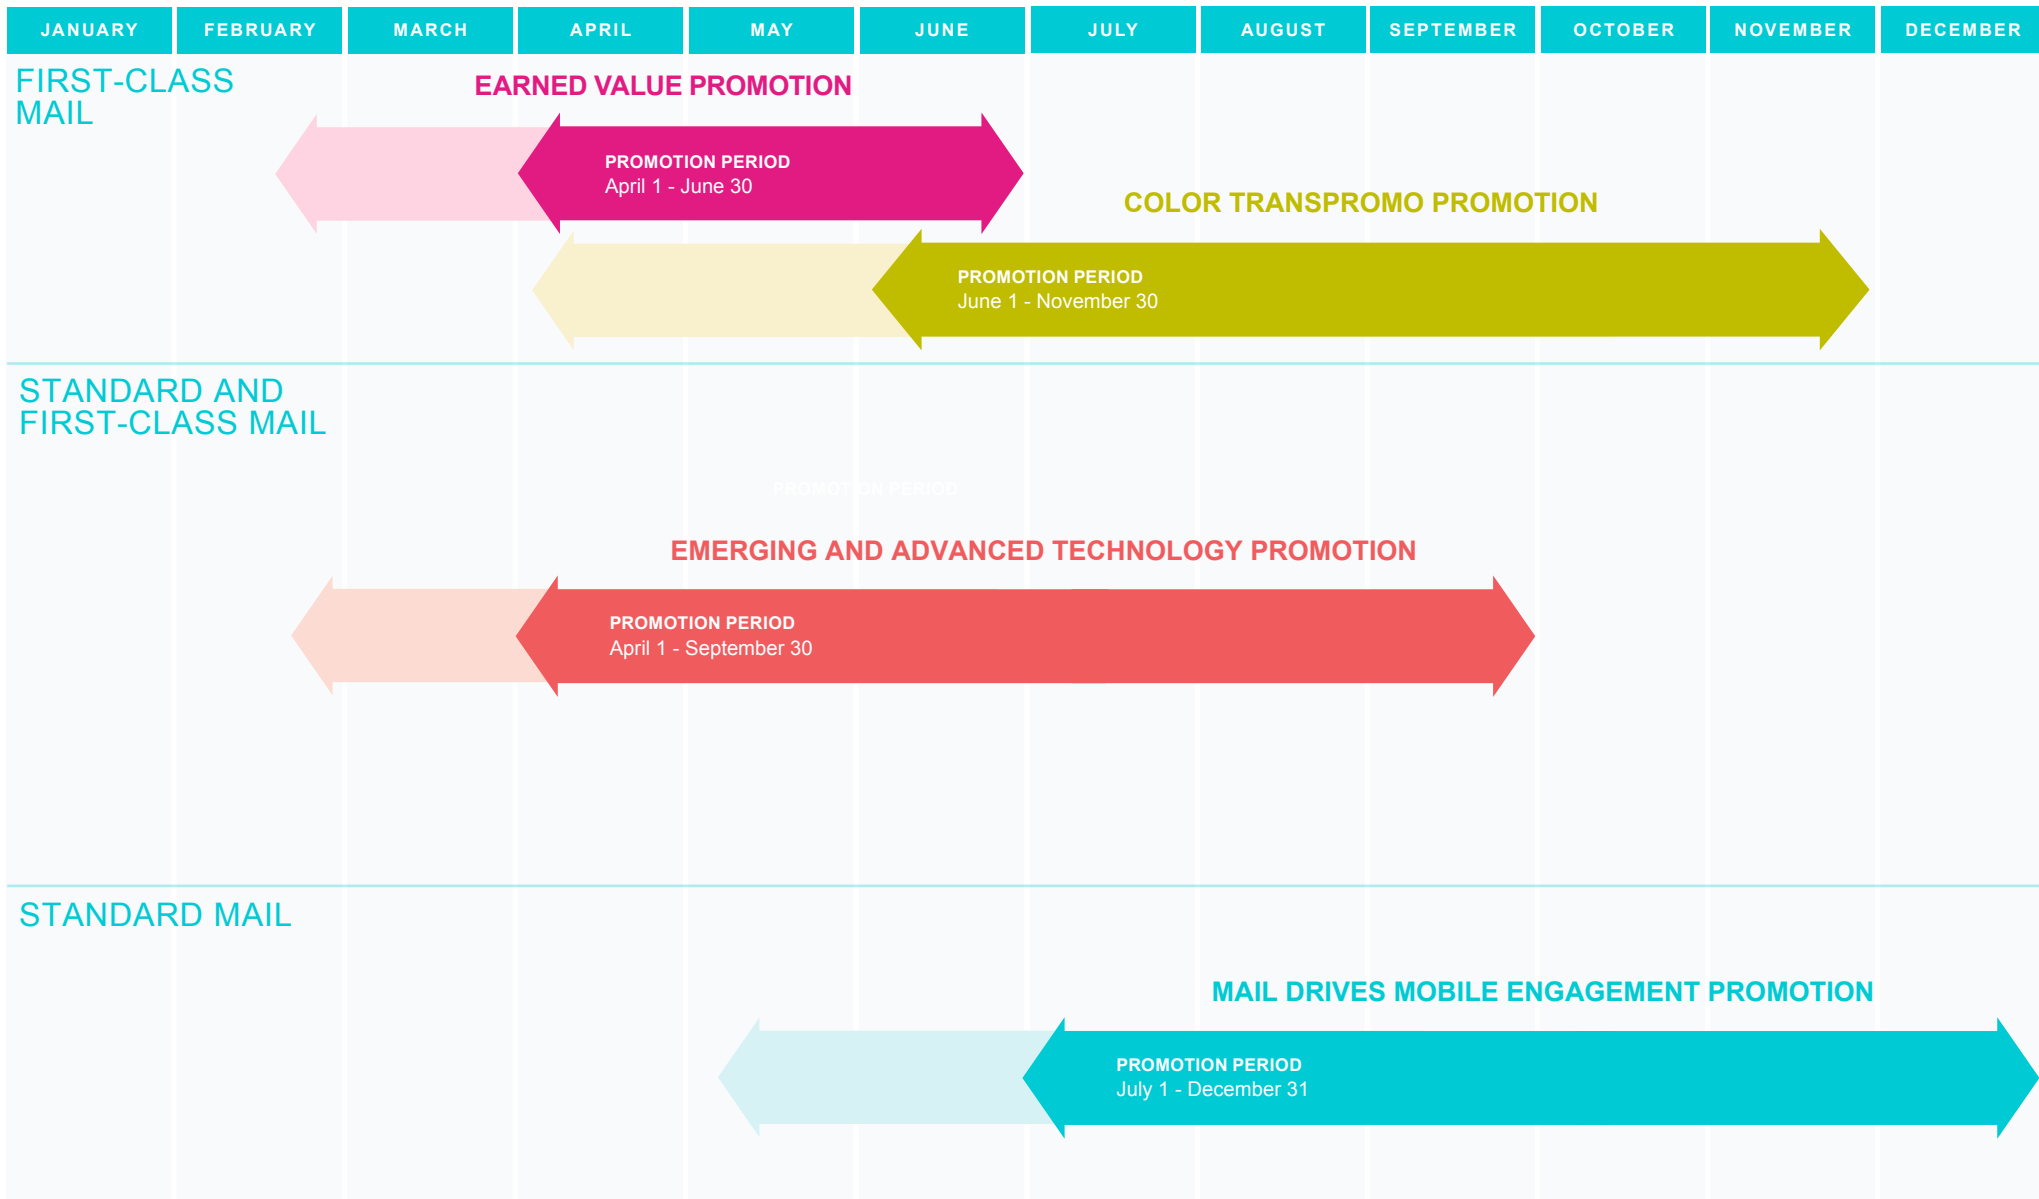 JANUARY FEBRUARY MARCH APRIL MAY JUNE JULY AUGUST SEPTEMBER OCTOBER NOVEMBER DECEMBER
FIRST-CLASS
MAIL
EARNED VALUE PROMOTION
PROMOTION PERIOD
April 1 - June 30
COLOR TRANSPROMO PROMOTION
PROMOTION PERIOD
June 1 - November 30
STANDARD AND
FIRST-CLASS MAIL
PROMOTION PERIOD
EMERGING AND ADVANCED TECHNOLOGY PROMOTION
PROMOTION PERIOD
April 1 - September 30
STANDARD MAIL
MAIL DRIVES MOBILE ENGAGEMENT PROMOTION
PROMOTION PERIOD
July 1 - December 31